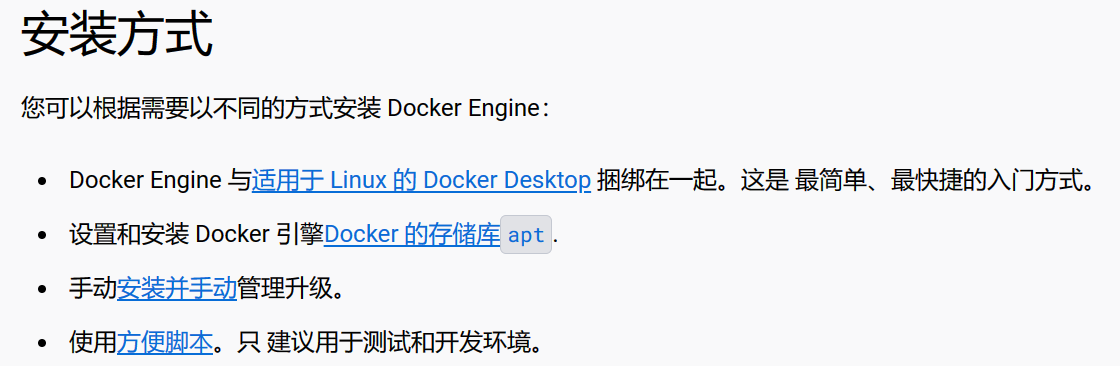 安装方式
您可以根据需要以不同的方式安装 Docker Engine：
• Docker Engine 与适用于 Linux 的 Docker Desktop 捆绑在一起。这是 最简单、最快捷的入门方式。
• 设置和安装 Docker 引擎Docker 的存储库apt.
• 手动安装并手动管理升级。
• 使用方便脚本。只 建议用于测试和开发环境。